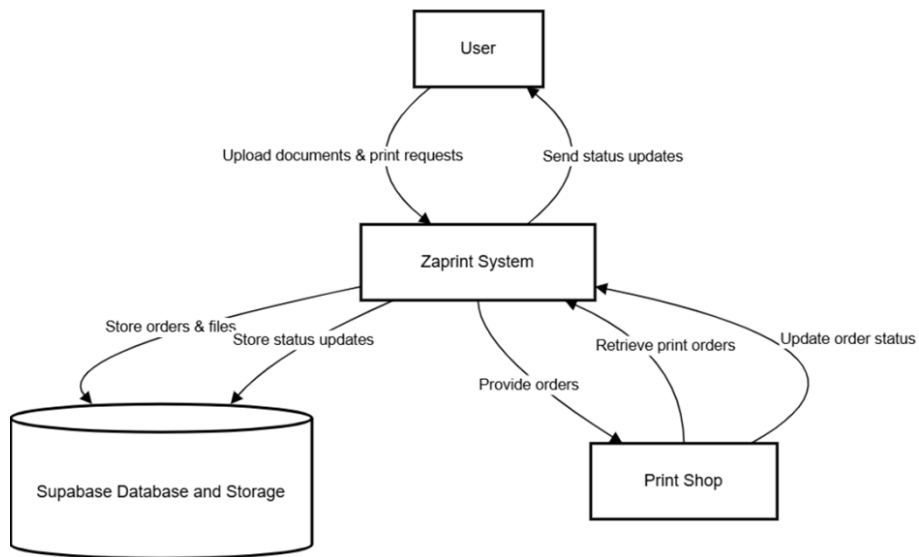 User
Upload documents & print requests
Send status updates
Zaprint System
Store orders & files
Store status updates
Provide orders
Retrieve print orders
Update order status
Supabase Database and Storage
Print Shop